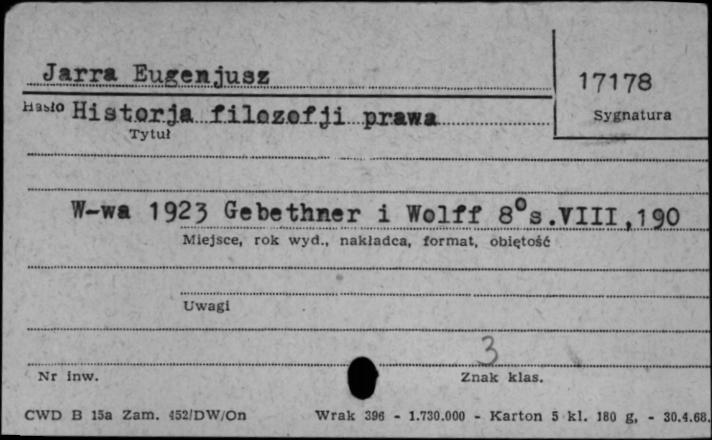 Jarra Eugenjusz
17178
Hasło Historja filozofji prawa
Sygnatura
Tytuł
W-wa 1923 Gebethner i Wolff 8° s.VIII,190
Miejsce, rok wyd., nakładca, format, obiętość
Uwagi
3
Nr inw.
Znak klas.
CWD B 15a Zam. 452/DW/On Wrak 396 - 1.730.000 - Karton 5 kl. 180 g. - 30.4.68.